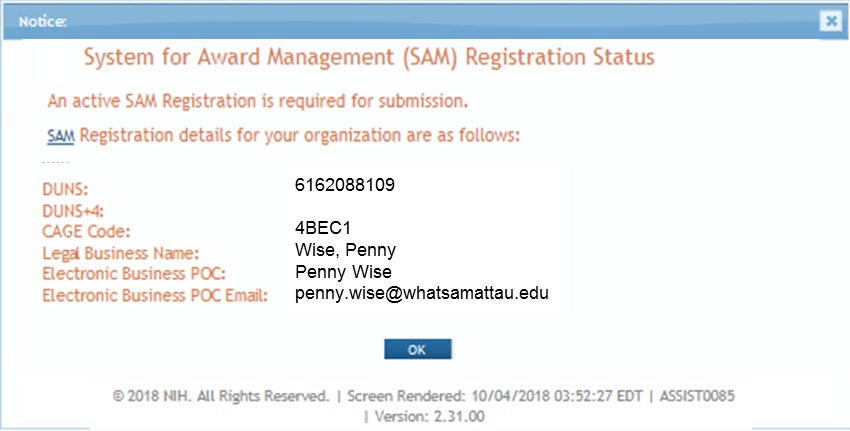 Notice:
System for Award Management (SAM) Registration Status
An active SAM Registration is required for submission.
SAM Registration details for your organization are as follows:
------
DUNS: 6162088109
DUNS+4:
CAGE Code: 4BEC1
Legal Business Name: Wise, Penny
Electronic Business POC: Penny Wise
Electronic Business POC Email: penny.wise@whatsamattau.edu
OK
© 2018 NIH. All Rights Reserved. | Screen Rendered: 10/04/2018 03:52:27 EDT | ASSIST0085
| Version: 2.31.00